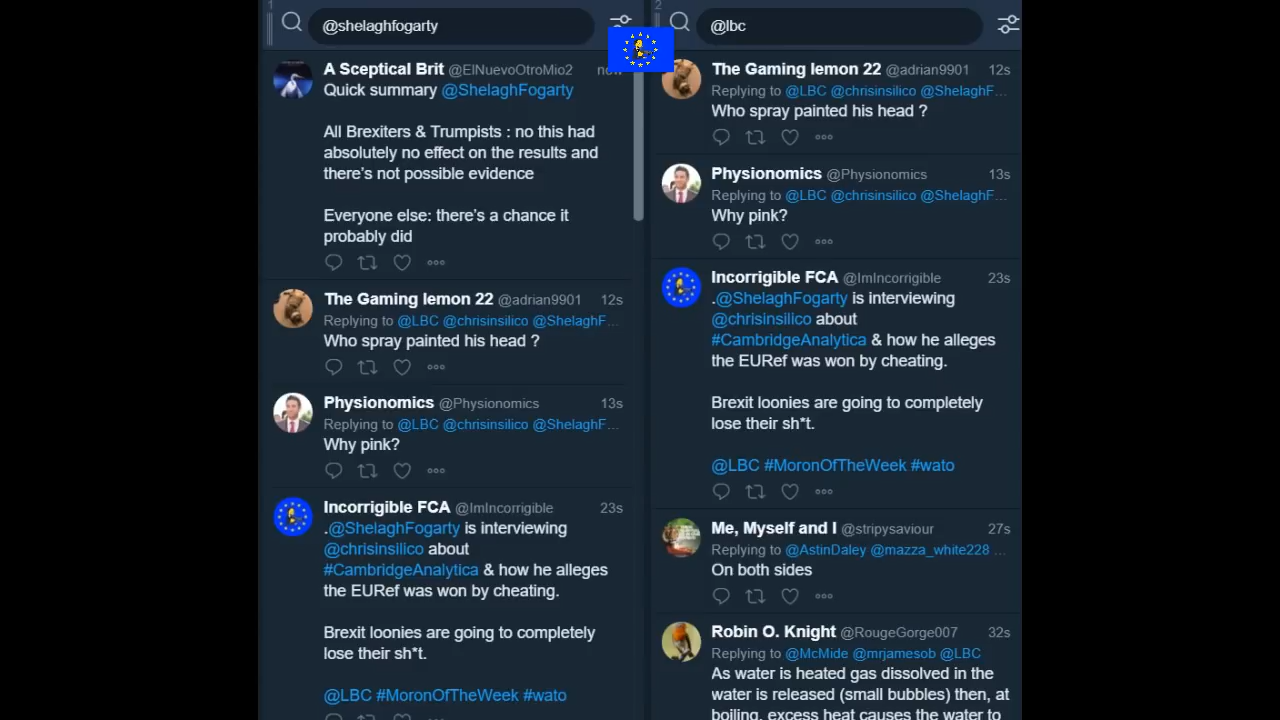 1
@shelaghfogarty
A Sceptical Brit @ElNuevoOtroMio2
Quick summary @ShelaghFogarty
All Brexiters & Trumpists : no this had
absolutely no effect on the results and
there's not possible evidence
Everyone else: there's a chance it
probably did
The Gaming lemon 22 @adrian9901 12s
Replying to @LBC @chrisinsilico @ShelaghF...
Who spray painted his head ?
Physionomics @Physionomics 13s
Replying to @LBC @chrisinsilico @ShelaghF...
Why pink?
Incorrigible FCA @ImIncorrigible 23s
.@ShelaghFogarty is interviewing
@chrisinsilico about
#CambridgeAnalytica & how he alleges
the EURef was won by cheating.
Brexit loonies are going to completely
lose their sh*t.
@LBC #MoronOfTheWeek #wato
2
@lbc
The Gaming lemon 22 @adrian9901 12s
Replying to @LBC @chrisinsilico @ShelaghF...
Who spray painted his head ?
Physionomics @Physionomics 13s
Replying to @LBC @chrisinsilico @ShelaghF...
Why pink?
Incorrigible FCA @ImIncorrigible 23s
.@ShelaghFogarty is interviewing
@chrisinsilico about
#CambridgeAnalytica & how he alleges
the EURef was won by cheating.
Brexit loonies are going to completely
lose their sh*t.
@LBC #MoronOfTheWeek #wato
Me, Myself and I @stripysaviour 27s
Replying to @AstinDaley @mazza_white228 ...
On both sides
Robin O. Knight @RougeGorge007 32s
Replying to @McMide @mrjamesob @LBC
As water is heated gas dissolved in the
water is released (small bubbles) then, at
boiling, excess heat causes the water to